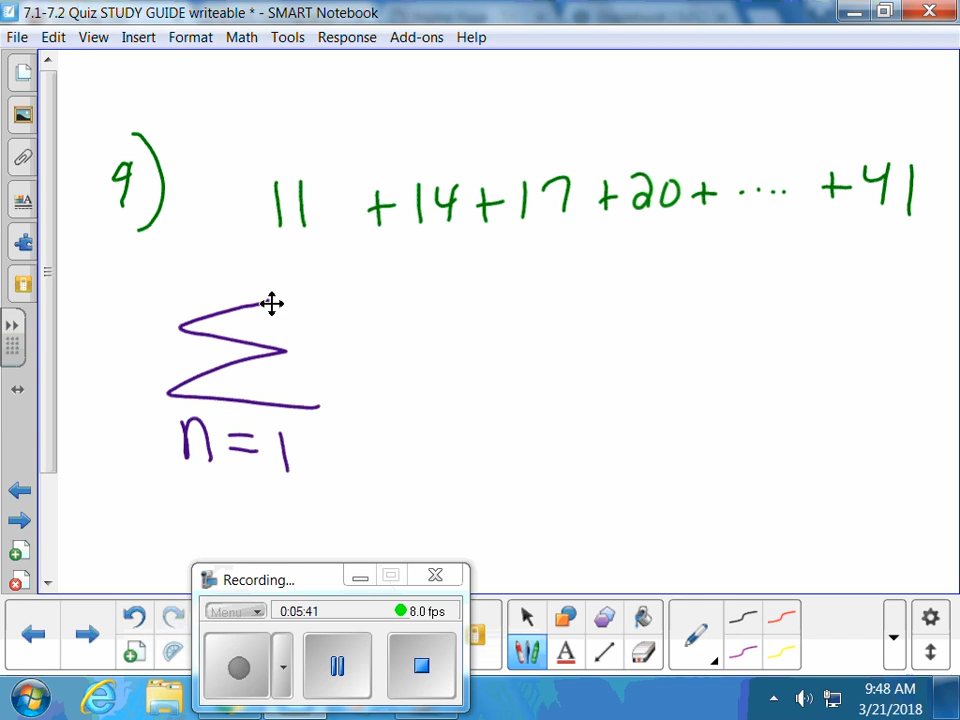 7.1-7.2 Quiz STUDY GUIDE writeable * - SMART Notebook
File Edit View Insert Format Math Tools Response Add-ons Help
9) 11 +14+17 +20+ .... +41
Σ
n = 1
Recording...
Menu 0:05:41 8.0 fps
A
9:48 AM
3/21/2018